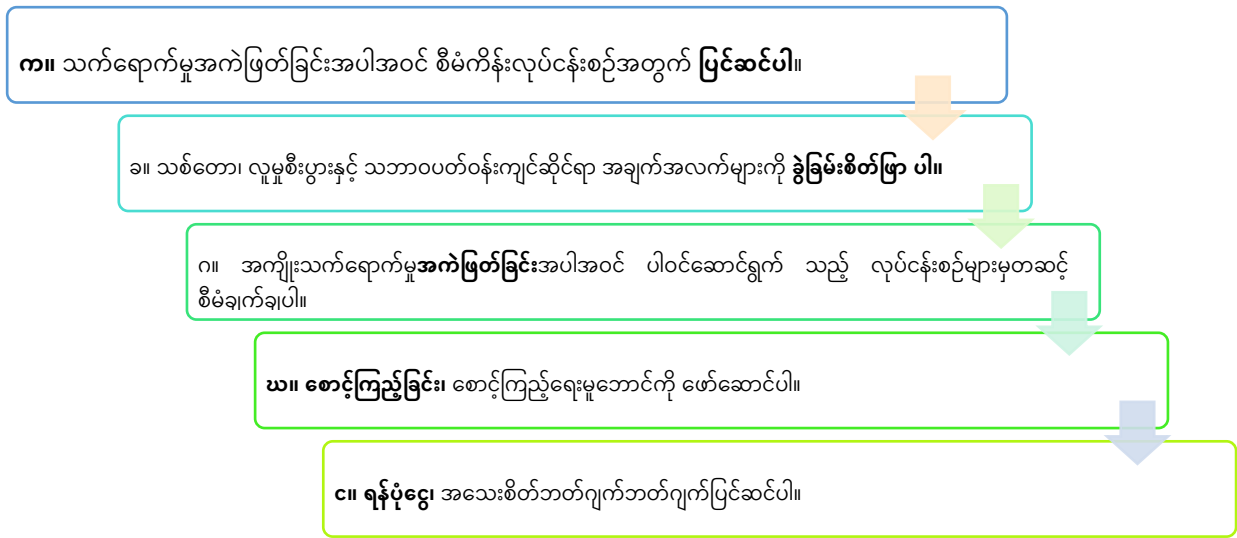 က။ သက်ရောက်မှုအကဲဖြတ်ခြင်းအပါအဝင် စီမံကိန်းလုပ်ငန်းစဉ်အတွက် ပြင်ဆင်ပါ။
ခ။ သစ်တော၊ လူမှုစီးပွားနှင့် သဘာဝပတ်ဝန်းကျင်ဆိုင်ရာ အချက်အလက်များကို ခွဲခြမ်းစိတ်ဖြာ ပါ။
ဂ။ အကျိုးသက်ရောက်မှုအကဲဖြတ်ခြင်းအပါအဝင် ပါဝင်ဆောင်ရွက် သည့် လုပ်ငန်းစဉ်များမှတဆင့်
စီမံချက်ချပါ။
ဃ။ စောင့်ကြည့်ခြင်း၊ စောင့်ကြည့်ရေးမူဘောင်ကို ဖော်ဆောင်ပါ။
င။ ရန်ပုံငွေ၊ အသေးစိတ်ဘတ်ဂျက်ဘတ်ဂျက်ပြင်ဆင်ပါ။